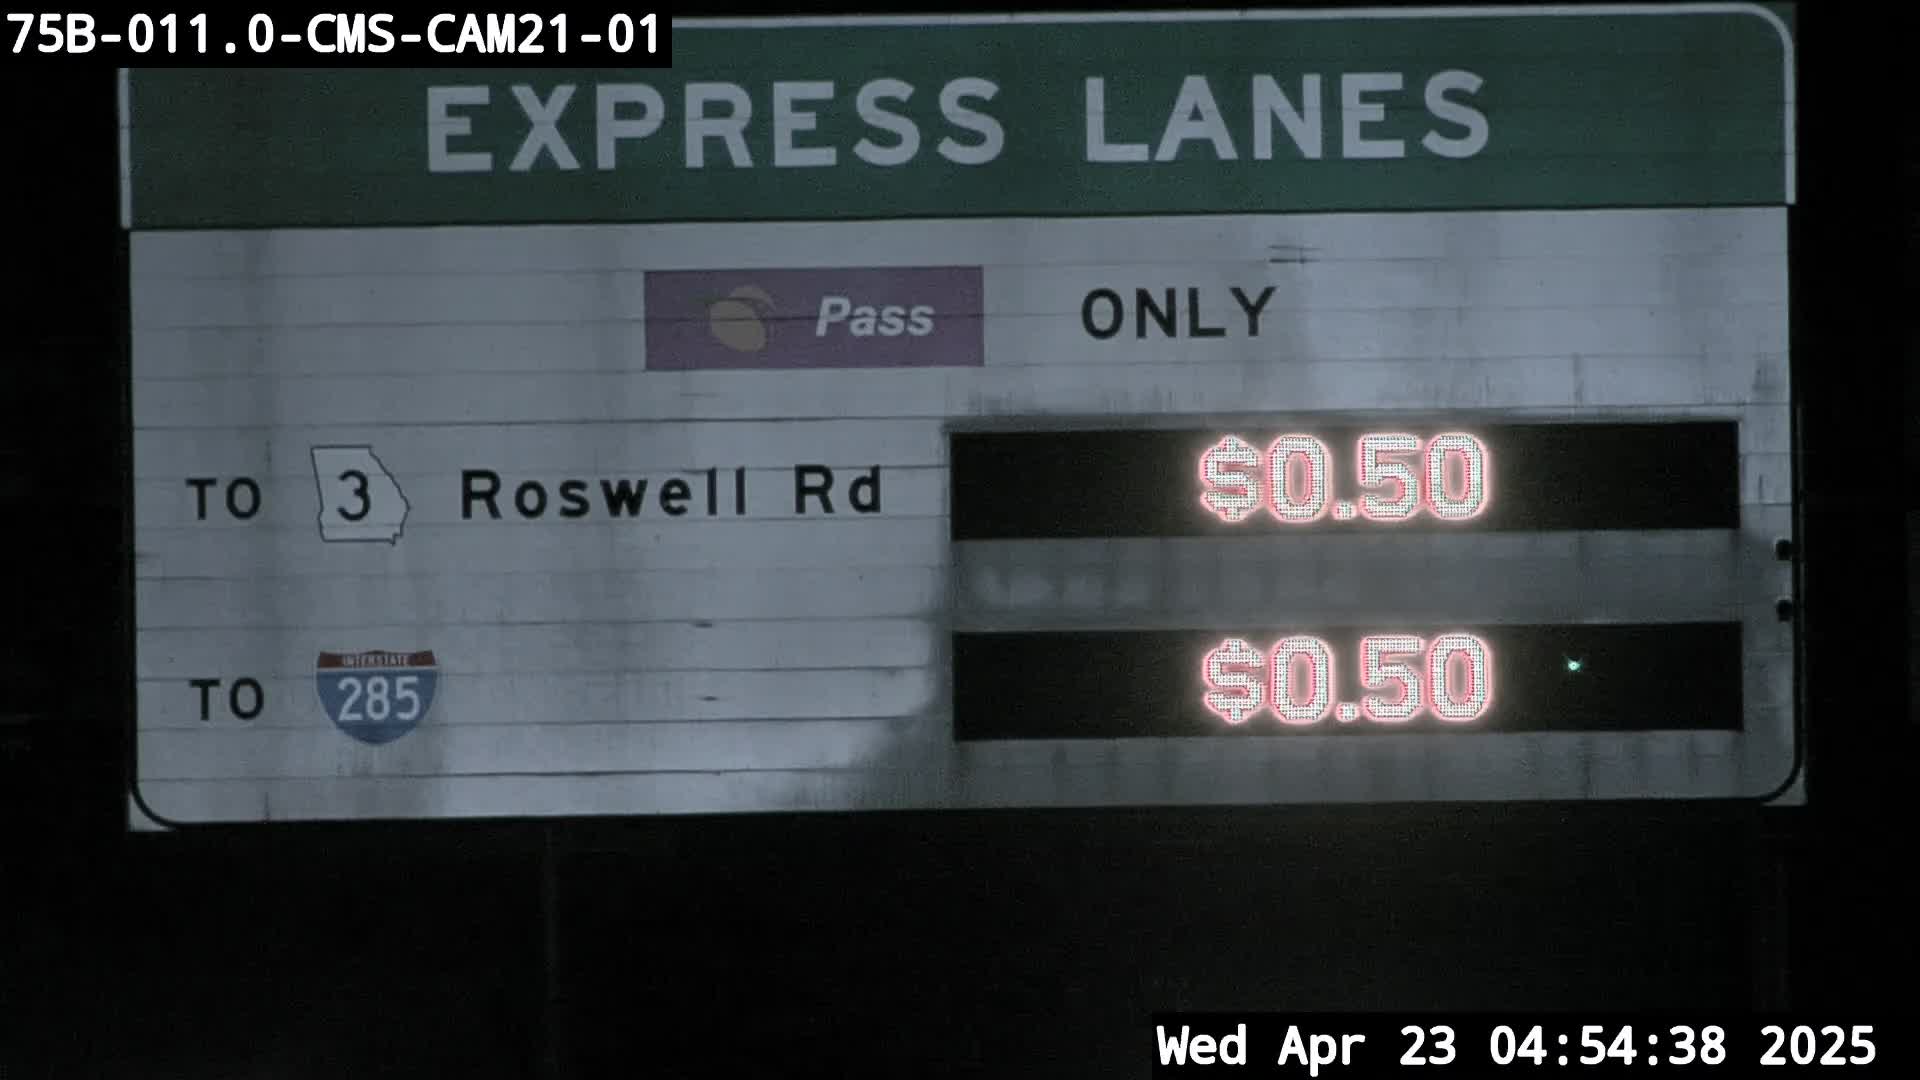 75B-011.0-CMS-CAM21-01
EXPRESS LANES
Pass ONLY
TO 3 Roswell Rd $0.50
TO INTERSTATE 285 $0.50
Wed Apr 23 04:54:38 2025